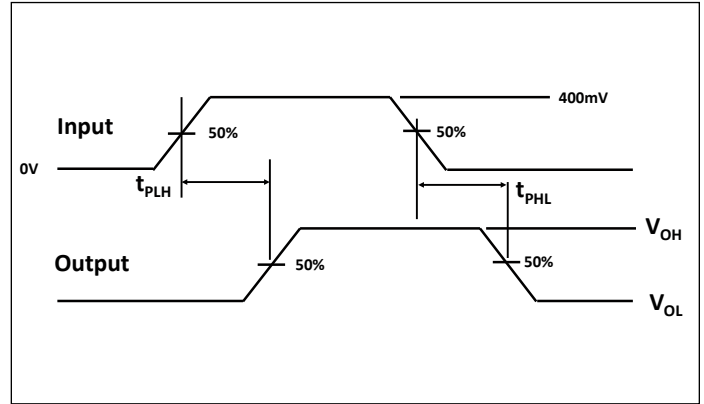 400mV
Input
50%
50%
0V
tPLH
tPHL
VOH
Output
50%
50%
VOL